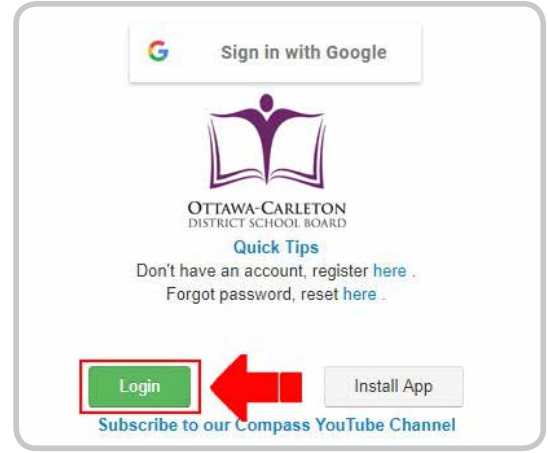 Sign in with Google
OTTAWA-CARLETON
DISTRICT SCHOOL BOARD
Quick Tips
Don't have an account, register here .
Forgot password, reset here .
Login
Install App
Subscribe to our Compass YouTube Channel